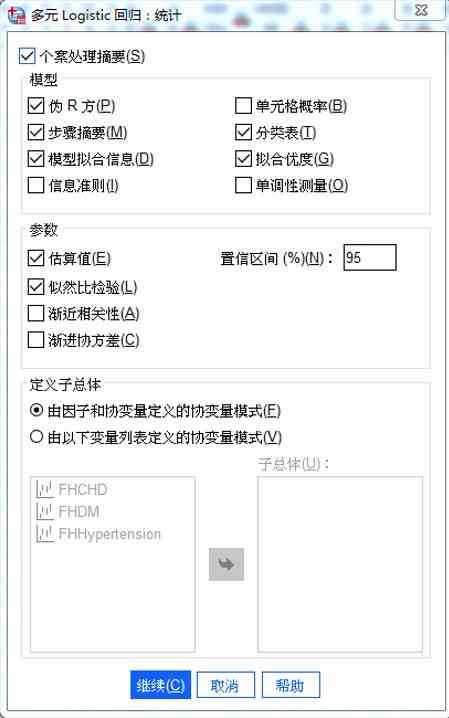 多元 Logistic 回归：统计
个案处理摘要(S)
模型
伪 R 方(P)
单元格概率(B)
步骤摘要(M)
分类表(T)
模型拟合信息(D)
拟合优度(G)
信息准则(I)
单调性测量(O)
参数
估算值(E)
置信区间 (%)(N)：
95
似然比检验(L)
渐近相关性(A)
渐进协方差(C)
定义子总体
由因子和协变量定义的协变量模式(F)
由以下变量列表定义的协变量模式(V)
子总体(U)：
FHCHD
FHDM
FHHypertension
继续(C)
取消
帮助